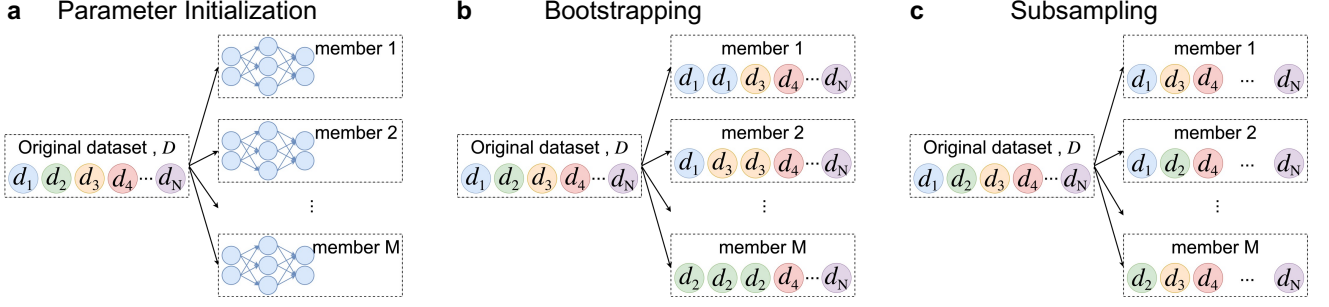 a Parameter Initialization
member 1
member 2
Original dataset , D
d1 d2 d3 d4 ... dN
⋮
member M
b Bootstrapping
member 1
d1 d1 d3 d4 ... dN
member 2
Original dataset , D
d1 d2 d3 d4 ... dN
d1 d3 d3 d4 ... dN
⋮
member M
d2 d2 d2 d4 ... dN
c Subsampling
member 1
d1 d3 d4 ... dN
member 2
Original dataset , D
d1 d2 d3 d4 ... dN
d1 d2 d4 ... dN
⋮
member M
d2 d3 d4 ... dN